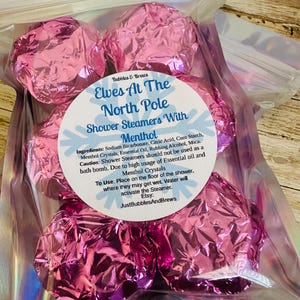 Bubbles & Brews
Elves At The
North Pole
Shower Steamers With
Menthol
Ingredients: Sodium Bicarbonate, Citric Acid, Corn Starch,
Menthol Crystals, Essential Oil, Rubbing Alcohol, Mica.
Caution: Shower Steamers should not be used as a
bath bomb. Due to high usage of Essential oil and
Menthol Crystals
To Use: Place on the floor of the shower,
where they may get wet. Water will
activate the Steamer.
Etsy:
JustBubblesAndBrews